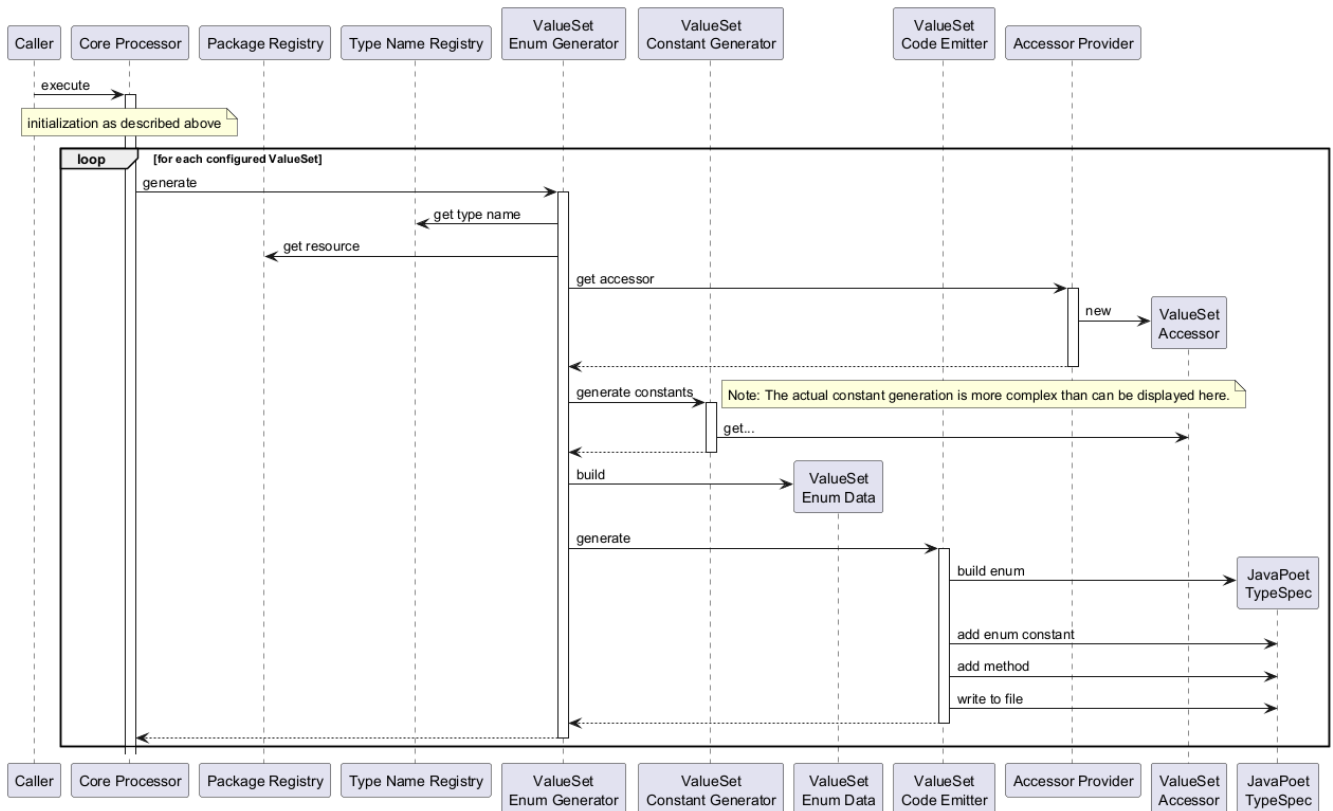 Caller
Core Processor
Package Registry
Type Name Registry
ValueSet
Enum Generator
ValueSet
Constant Generator
ValueSet
Code Emitter
Accessor Provider
execute
initialization as described above
loop
[for each configured ValueSet]
generate
get type name
get resource
get accessor
new
ValueSet
Accessor
generate constants
Note: The actual constant generation is more complex than can be displayed here.
get...
build
ValueSet
Enum Data
generate
build enum
JavaPoet
TypeSpec
add enum constant
add method
write to file
Caller
Core Processor
Package Registry
Type Name Registry
ValueSet
Enum Generator
ValueSet
Constant Generator
ValueSet
Enum Data
ValueSet
Code Emitter
Accessor Provider
ValueSet
Accessor
JavaPoet
TypeSpec